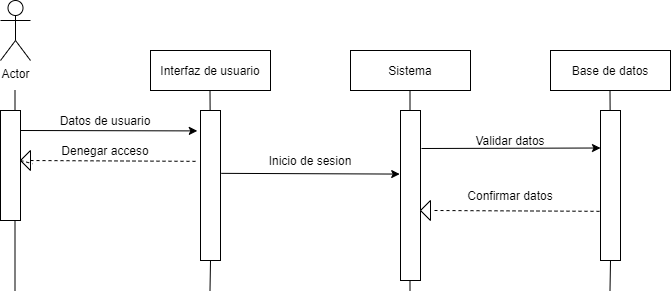 Actor
Interfaz de usuario
Sistema
Base de datos
Datos de usuario
Denegar acceso
Inicio de sesion
Validar datos
Confirmar datos